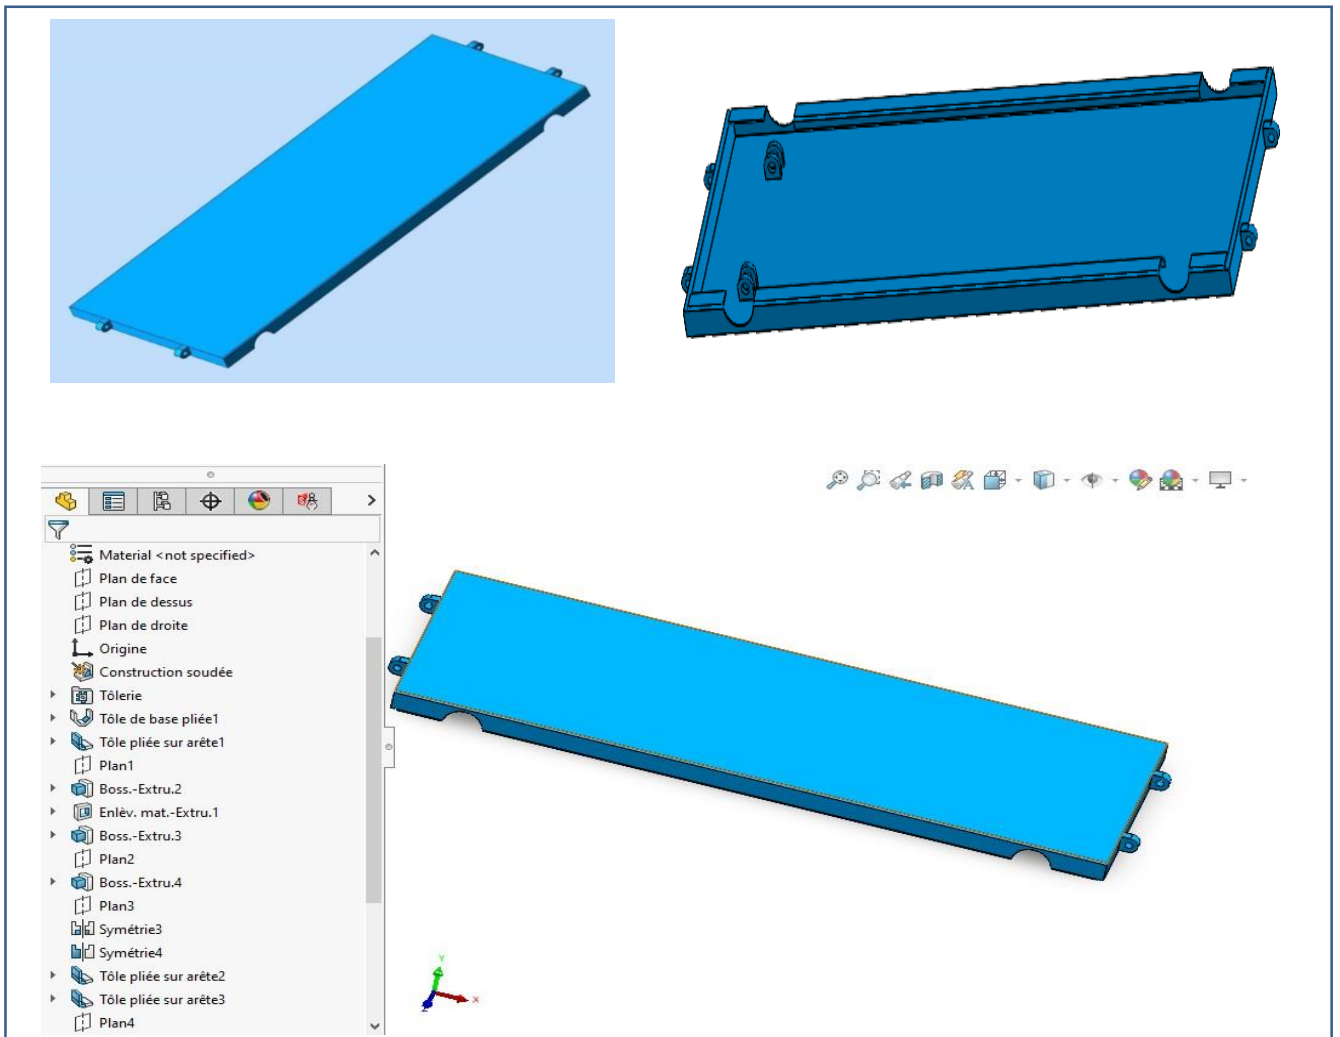 Material <not specified>
Plan de face
Plan de dessus
Plan de droite
Origine
Construction soudée
Tôlerie
Tôle de base pliée1
Tôle pliée sur arête1
Plan1
Boss.-Extru.2
Enlèv. mat.-Extru.1
Boss.-Extru.3
Plan2
Boss.-Extru.4
Plan3
Symétrie3
Symétrie4
Tôle pliée sur arête2
Tôle pliée sur arête3
Plan4
Y
X
Z